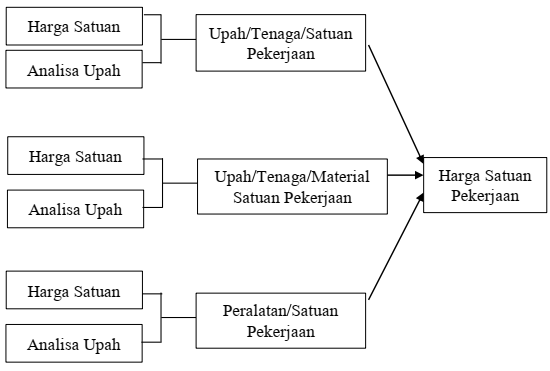 Harga Satuan
Analisa Upah
Upah/Tenaga/Satuan
Pekerjaan
Harga Satuan
Analisa Upah
Upah/Tenaga/Material
Satuan Pekerjaan
Harga Satuan
Pekerjaan
Harga Satuan
Analisa Upah
Peralatan/Satuan
Pekerjaan